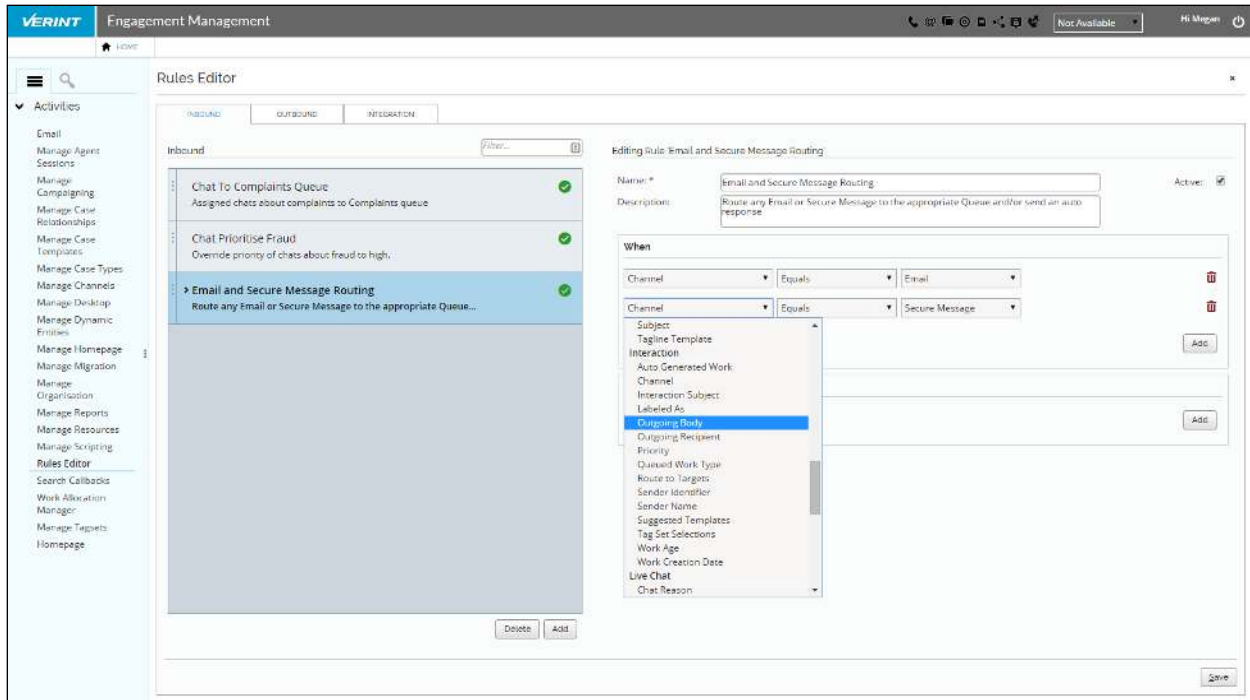 VERINT
Engagement Management
Not Available
Hi Megan
HOME
Rules Editor
Activities
Email
Manage Agent
Sessions
Manage
Campaigning
Manage Case
Relationships
Manage Case
Templates
Manage Case Types
Manage Channels
Manage Desktop
Manage Dynamic
Entities
Manage Homepage
Manage Migration
Manage
Organisation
Manage Reports
Manage Resources
Manage Scripting
Rules Editor
Search Callbacks
Work Allocation
Manager
Manage Tagsets
Homepage
INBOUND
OUTBOUND
INTEGRATION
Inbound
Filter...
Chat To Complaints Queue
Assigned chats about complaints to Complaints queue
Chat Prioritise Fraud
Override priority of chats about fraud to high.
Email and Secure Message Routing
Route any Email or Secure Message to the appropriate Queue...
Delete
Add
Editing Rule 'Email and Secure Message Routing'
Name: *
Email and Secure Message Routing
Active:
Description:
Route any Email or Secure Message to the appropriate Queue and/or send an auto
response
When
Channel
Equals
Email
Channel
Equals
Secure Message
Subject
Tagline Template
Interaction
Auto Generated Work
Channel
Interaction Subject
Labeled As
Outgoing Body
Outgoing Recipient
Priority
Queued Work Type
Route to Targets
Sender Identifier
Sender Name
Suggested Templates
Tag Set Selections
Work Age
Work Creation Date
Live Chat
Chat Reason
Add
Add
Save